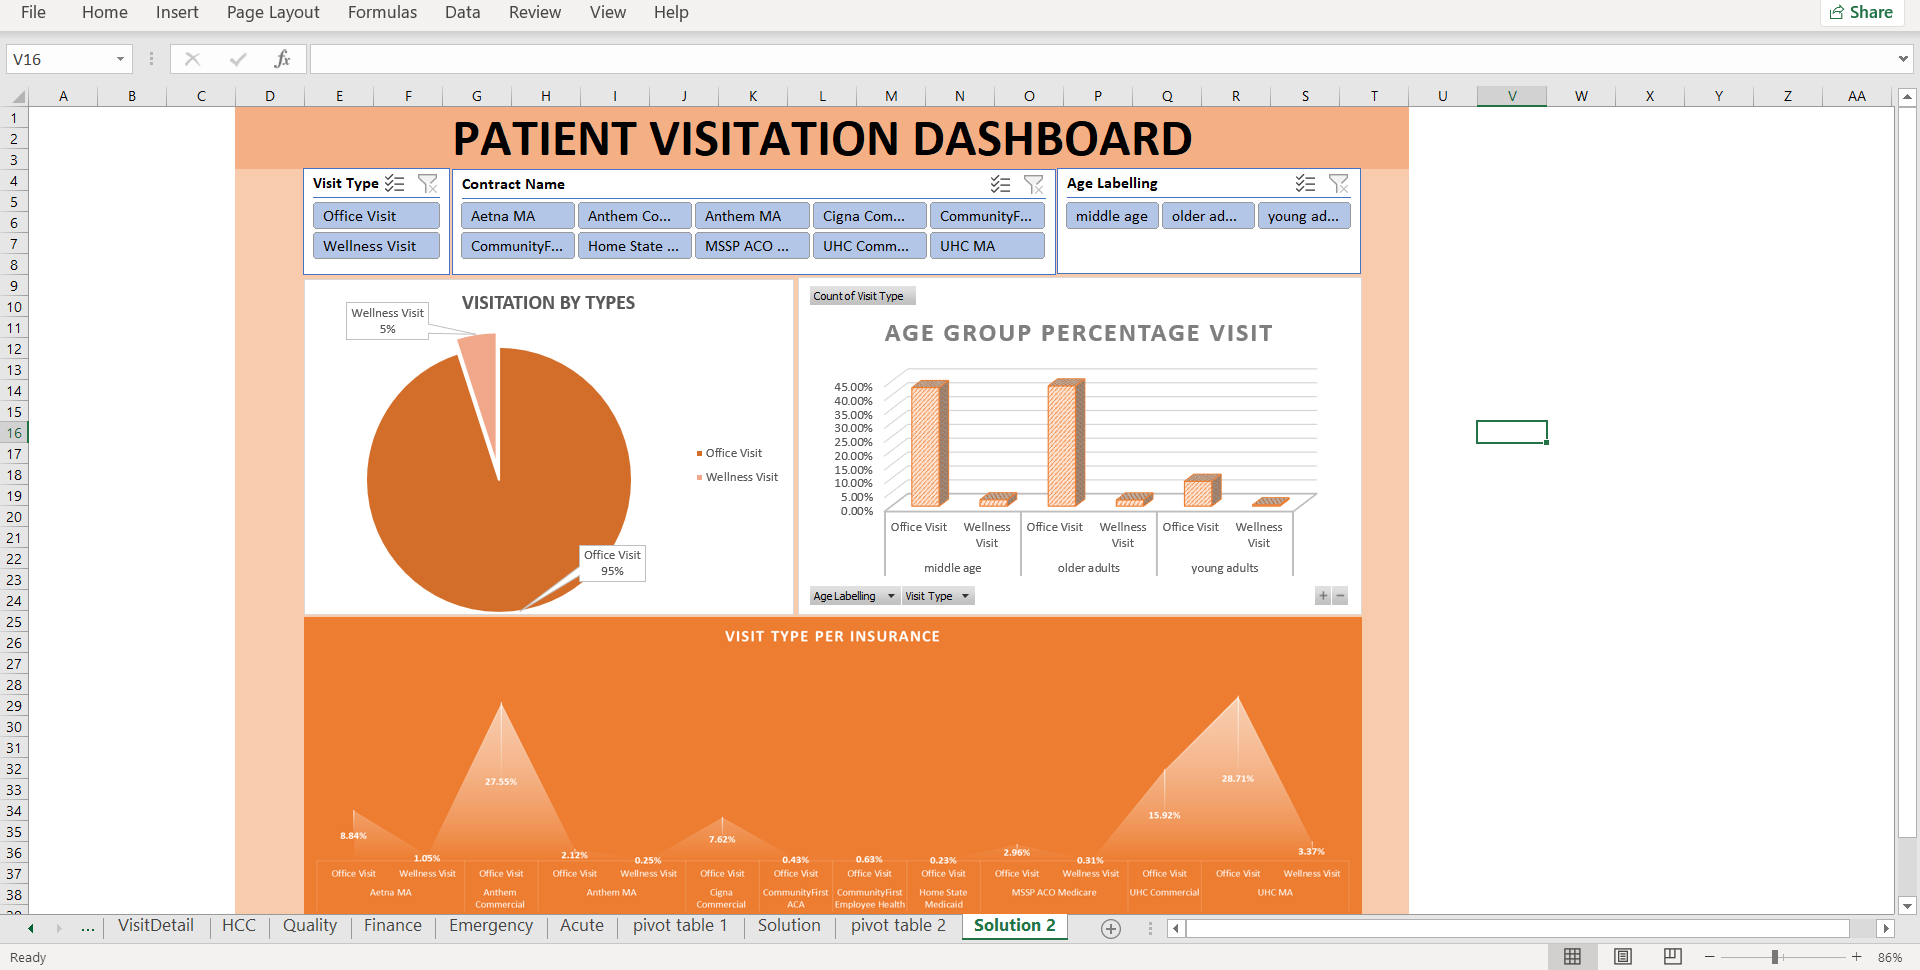 File Home Insert Page Layout Formulas Data Review View Help Share
V16 fx
A B C D E F G H I J K L M N O P Q R S T U V W X Y Z AA
1
2
3
4
5
6
7
8
9
10
11
12
13
14
15
16
17
18
19
20
21
22
23
24
25
26
27
28
29
30
31
32
33
34
35
36
37
38
PATIENT VISITATION DASHBOARD
Visit Type
Office Visit
Wellness Visit
Contract Name
Aetna MA Anthem Co... Anthem MA Cigna Com... CommunityF...
CommunityF... Home State ... MSSP ACO ... UHC Comm... UHC MA
Age Labelling
middle age older ad... young ad...
VISITATION BY TYPES
Wellness Visit
5%
Office Visit
Wellness Visit
Office Visit
95%
Count of Visit Type
AGE GROUP PERCENTAGE VISIT
45.00%
40.00%
35.00%
30.00%
25.00%
20.00%
15.00%
10.00%
5.00%
0.00%
Office Visit Wellness Visit Office Visit Wellness Visit Office Visit Wellness Visit
middle age older adults young adults
Age Labelling Visit Type + −
VISIT TYPE PER INSURANCE
8.84% 1.05% 27.55% 2.12% 0.25% 7.62% 0.43% 0.63% 0.23% 2.96% 0.31% 15.92% 28.71% 3.37%
Office Visit Wellness Visit Office Visit Office Visit Wellness Visit Office Visit Office Visit Office Visit Office Visit Office Visit Wellness Visit Office Visit Office Visit Wellness Visit
Aetna MA Anthem Commercial Anthem MA Cigna Commercial CommunityFirst ACA CommunityFirst Employee Health Home State Medicaid MSSP ACO Medicare UHC Commercial UHC MA
... VisitDetail HCC Quality Finance Emergency Acute pivot table 1 Solution pivot table 2 Solution 2
Ready 86%